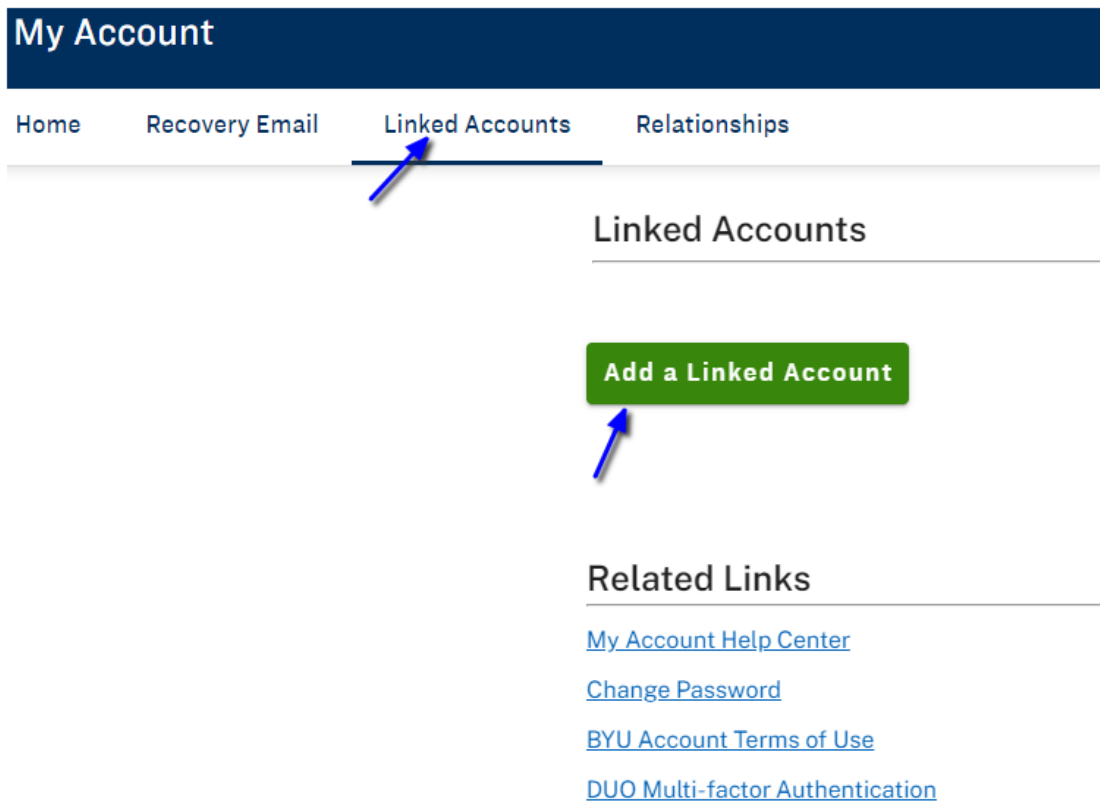 My Account
Home Recovery Email Linked Accounts Relationships
Linked Accounts
Add a Linked Account
Related Links
My Account Help Center
Change Password
BYU Account Terms of Use
DUO Multi-factor Authentication